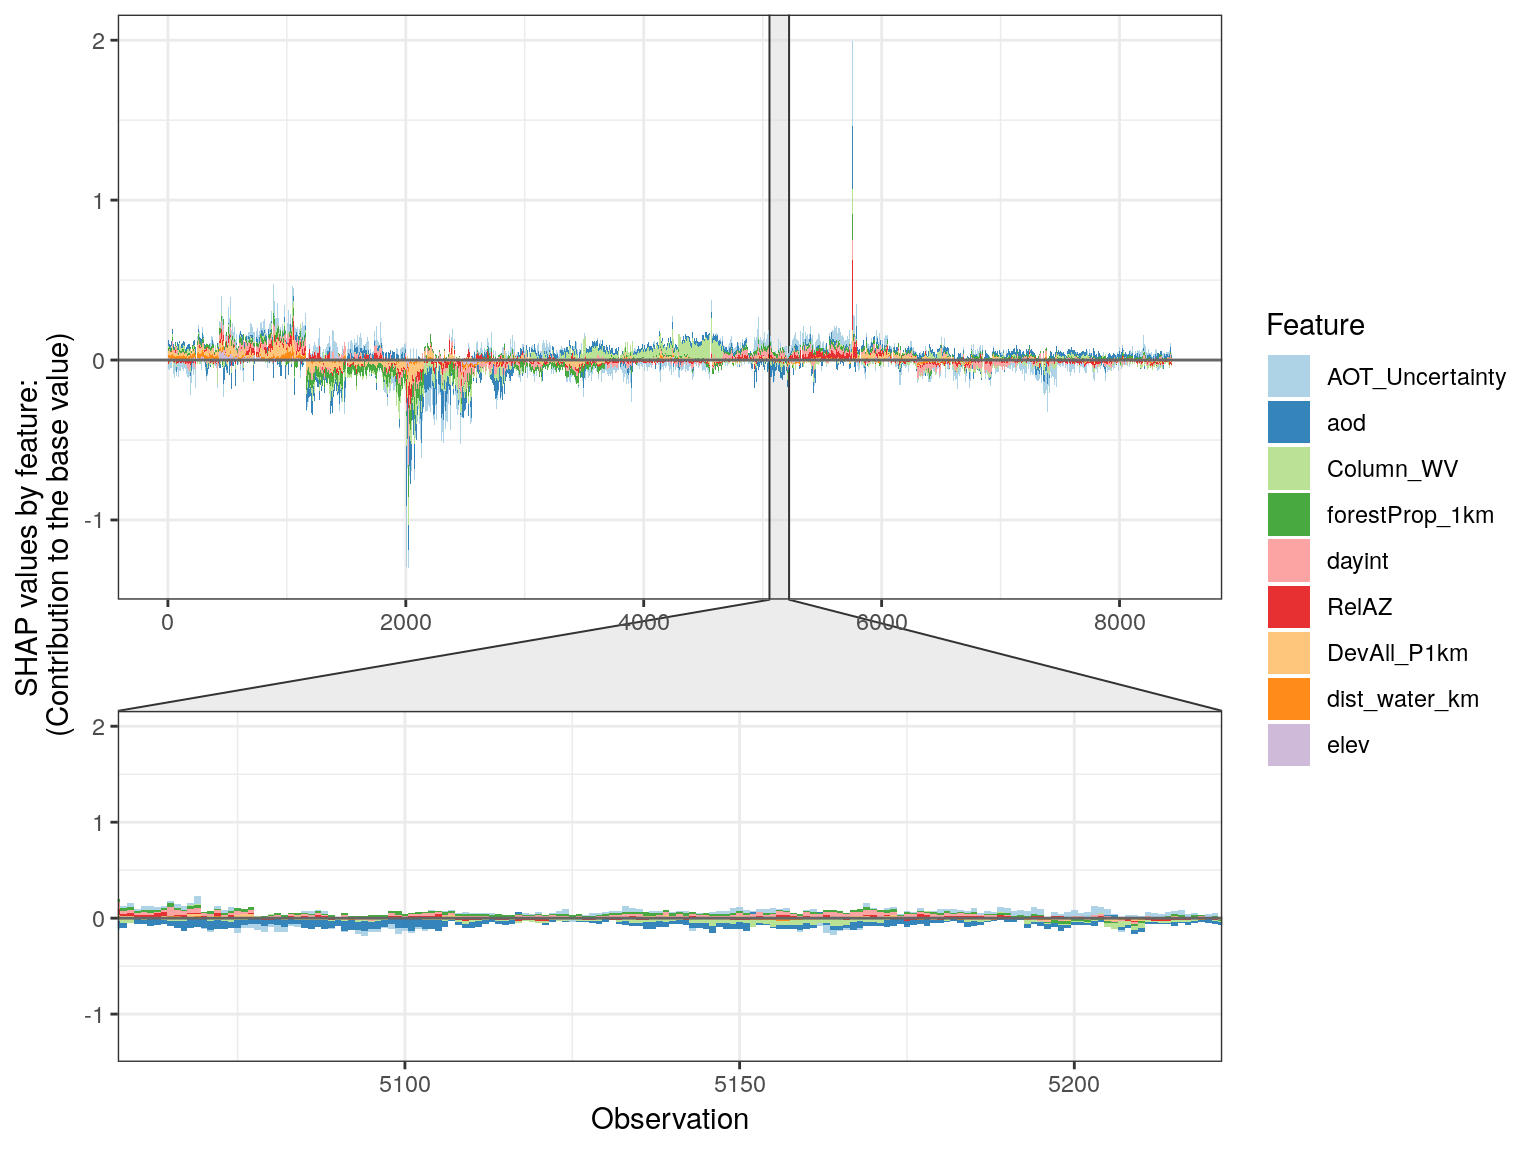 SHAP values by feature:
(Contribution to the base value)
2
1
0
-1
0
2000
4000
6000
8000
2
1
0
-1
5100
5150
5200
Observation
Feature
AOT_Uncertainty
aod
Column_WV
forestProp_1km
dayint
RelAZ
DevAll_P1km
dist_water_km
elev